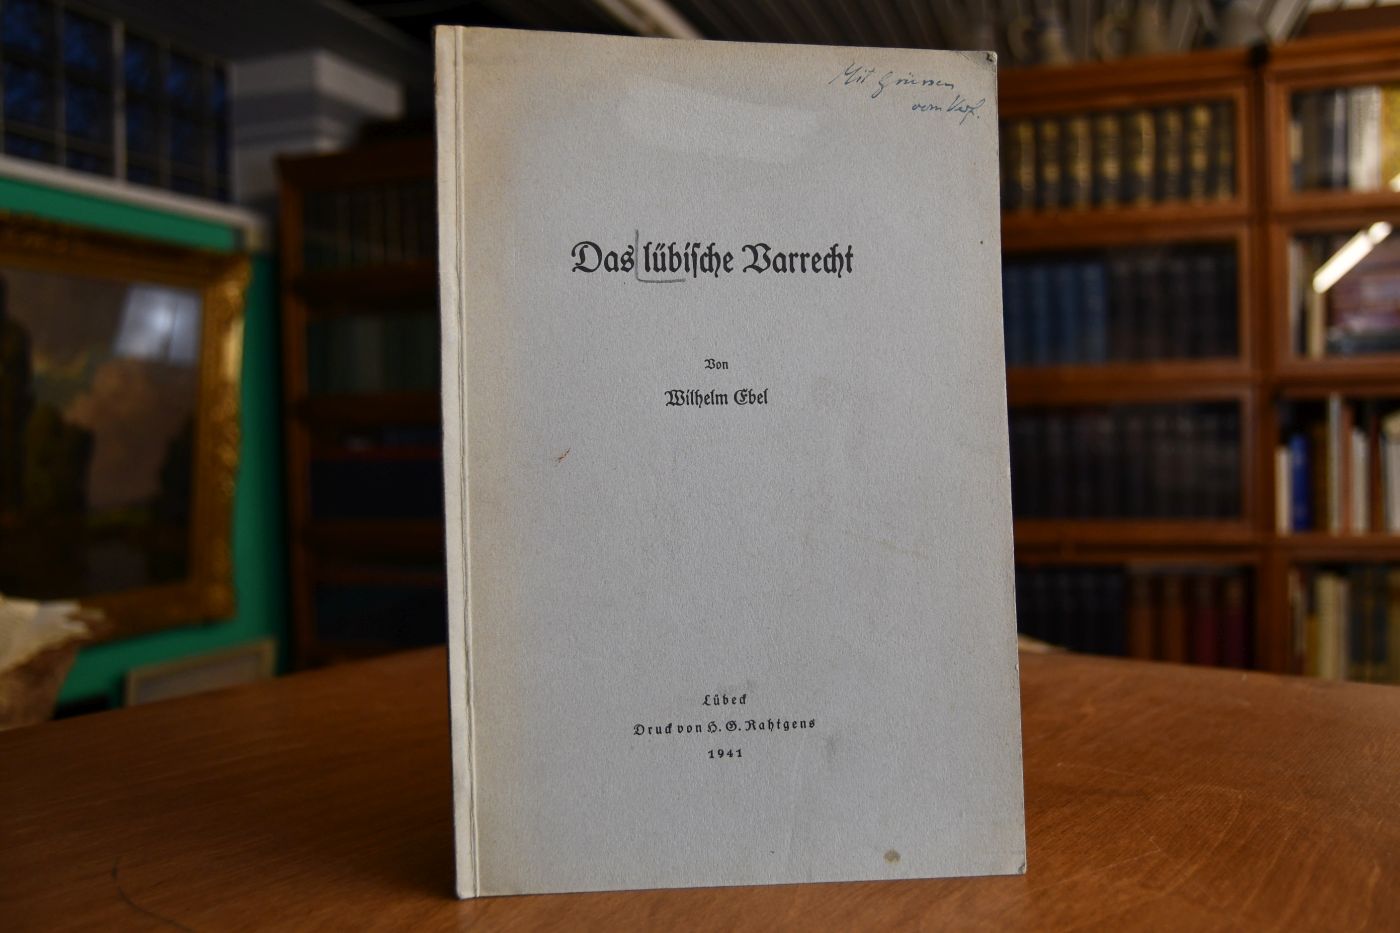 Mit Grüssen
vom Verf.
Das lübische Varrecht
Von
Wilhelm Ebel
Lübeck
Druck von H. G. Rahtgens
1941